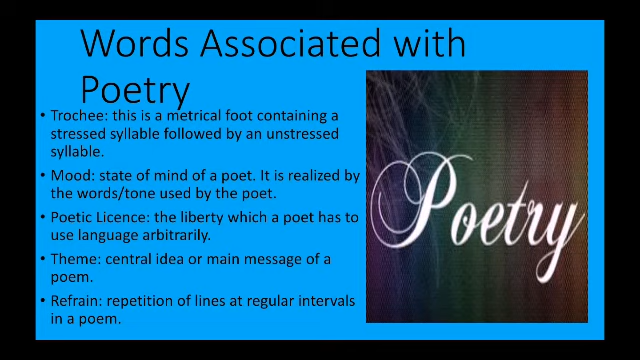 Words Associated with
Poetry
• Trochee: this is a metrical foot containing a
stressed syllable followed by an unstressed
syllable.
• Mood: state of mind of a poet. It is realized by
the words/tone used by the poet.
• Poetic Licence: the liberty which a poet has to
use language arbitrarily.
• Theme: central idea or main message of a
poem.
• Refrain: repetition of lines at regular intervals
in a poem.
Poetry